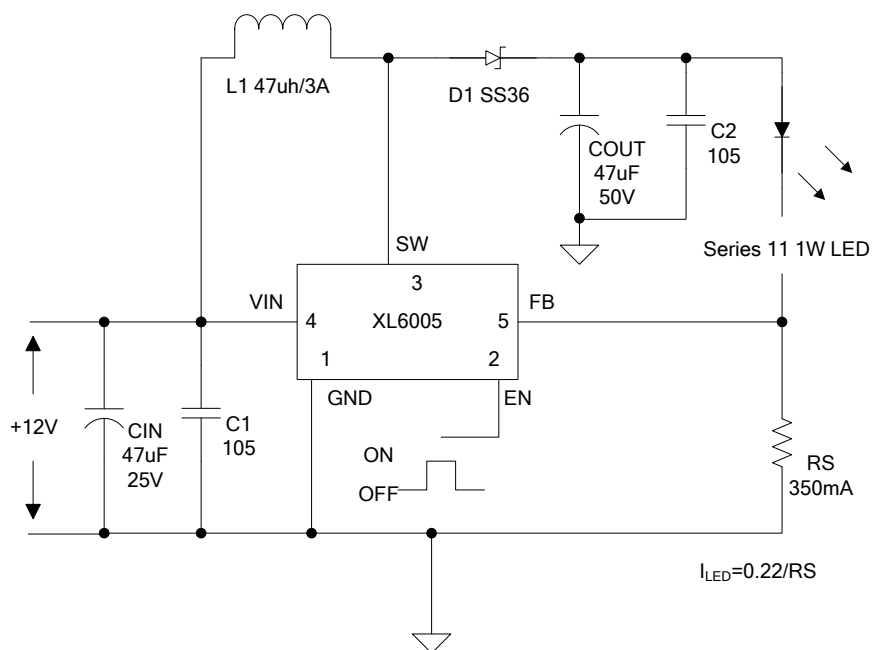 L1 47uh/3A
D1 SS36
COUT
47uF
50V
C2
105
SW
Series 11 1W LED
VIN
3
FB
4
XL6005
5
1
2
GND
EN
+12V
CIN
47uF
25V
C1
105
ON
OFF
RS
350mA
ILED=0.22/RS